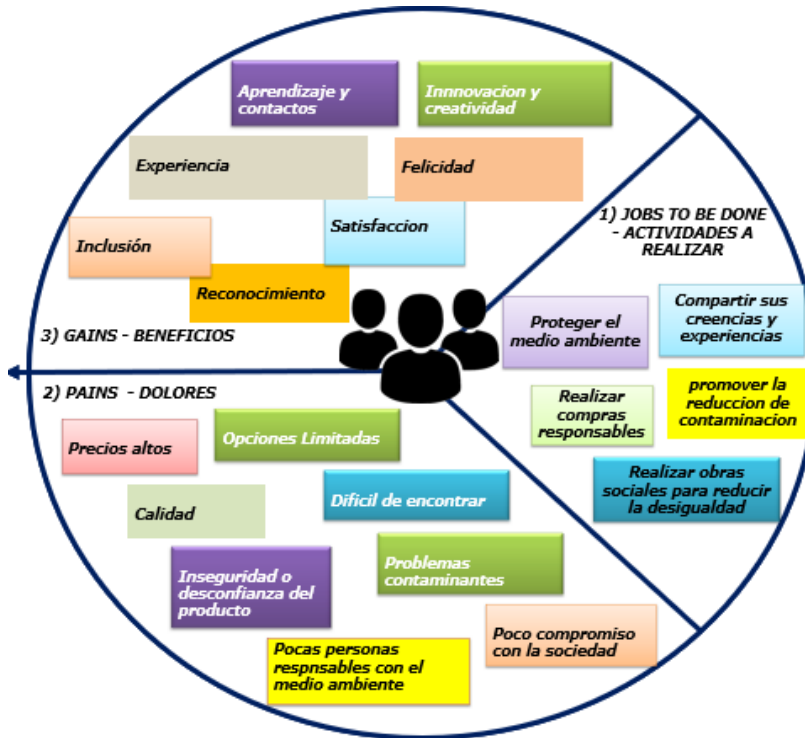 Aprendizaje y
contactos
Innnovacion y
creatividad
Experiencia
Felicidad
Inclusión
Satisfaccion
Reconocimiento
3) GAINS - BENEFICIOS
1) JOBS TO BE DONE
- ACTIVIDADES A
REALIZAR
Proteger el
medio ambiente
Compartir sus
creencias y
experiencias
Realizar
compras
responsables
promover la
reduccion de
contaminacion
Realizar obras
sociales para reducir
la desigualdad
2) PAINS - DOLORES
Precios altos
Opciones Limitadas
Calidad
Dificil de encontrar
Inseguridad o
desconfianza del
producto
Problemas
contaminantes
Pocas personas
respnsables con el
medio ambiente
Poco compromiso
con la sociedad